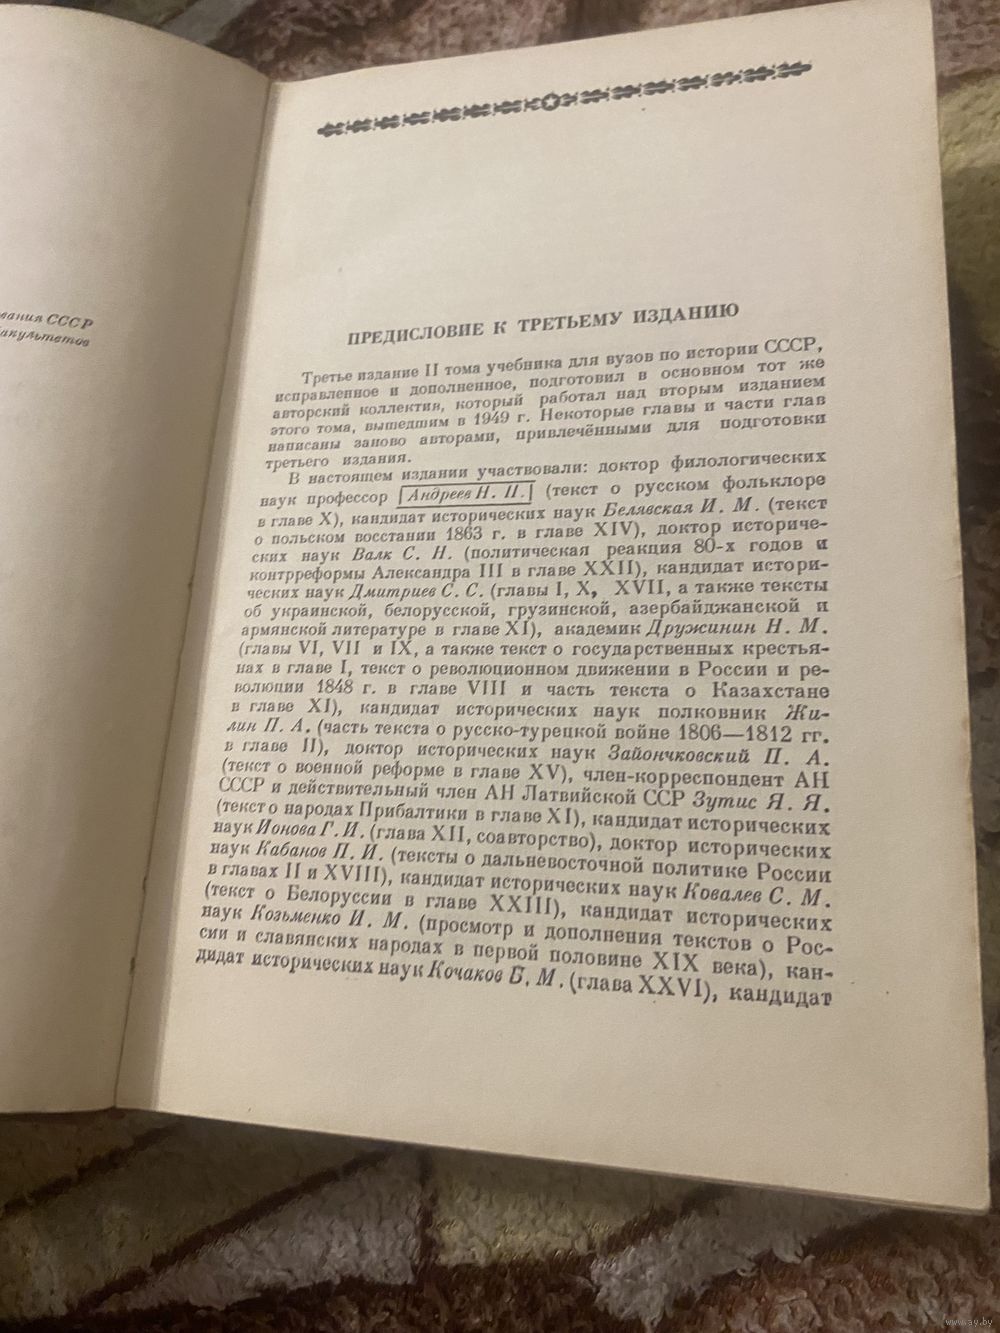 вания СССР
акультетов
ПРЕДИСЛОВИЕ К ТРЕТЬЕМУ ИЗДАНИЮ
Третье издание II тома учебника для вузов по истории СССР,
исправленное и дополненное, подготовил в основном тот же
авторский коллектив, который работал над вторым изданием
этого тома, вышедшим в 1949 г. Некоторые главы и части глав
написаны заново авторами, привлечёнными для подготовки
третьего издания.
В настоящем издании участвовали: доктор филологических
наук профессор Андреев Н. П. (текст о русском фольклоре
в главе X), кандидат исторических наук Белявская И. М. (текст
о польском восстании 1863 г. в главе XIV), доктор историче-
ских наук Валк С. Н. (политическая реакция 80-х годов и
контрреформы Александра III в главе XXII), кандидат истори-
ческих наук Дмитриев С. С. (главы I, X, XVII, а также тексты
об украинской, белорусской, грузинской, азербайджанской и
армянской литературе в главе XI), академик Дружинин Н. М.
(главы VI, VII и IX, а также текст о государственных крестья-
нах в главе I, текст о революционном движении в России и ре-
волюции 1848 г. в главе VIII и часть текста о Казахстане
в главе XI), кандидат исторических наук полковник Жи-
лин П. А. (часть текста о русско-турецкой войне 1806—1812 гг.
в главе II), доктор исторических наук Зайончковский П. А.
(текст о военной реформе в главе XV), член-корреспондент АН
СССР и действительный член АН Латвийской ССР Зутис Я. Я.
(текст о народах Прибалтики в главе XI), кандидат исторических
наук Ионова Г. И. (глава XII, соавторство), доктор исторических
наук Кабанов П. И. (тексты о дальневосточной политике России
в главах II и XVIII), кандидат исторических наук Ковалев С. М.
(текст о Белоруссии в главе XXIII), кандидат исторических
наук Козьменко И. М. (просмотр и дополнения текстов о Рос-
сии и славянских народах в первой половине XIX века), кан-
дидат исторических наук Кочаков Б. М. (глава XXVI), кандидат
www.ay.by